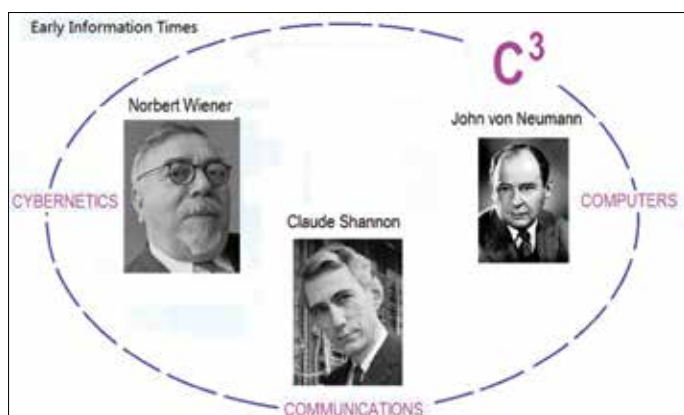 Early Information Times
C³
Norbert Wiener
John von Neumann
CYBERNETICS
COMPUTERS
Claude Shannon
COMMUNICATIONS